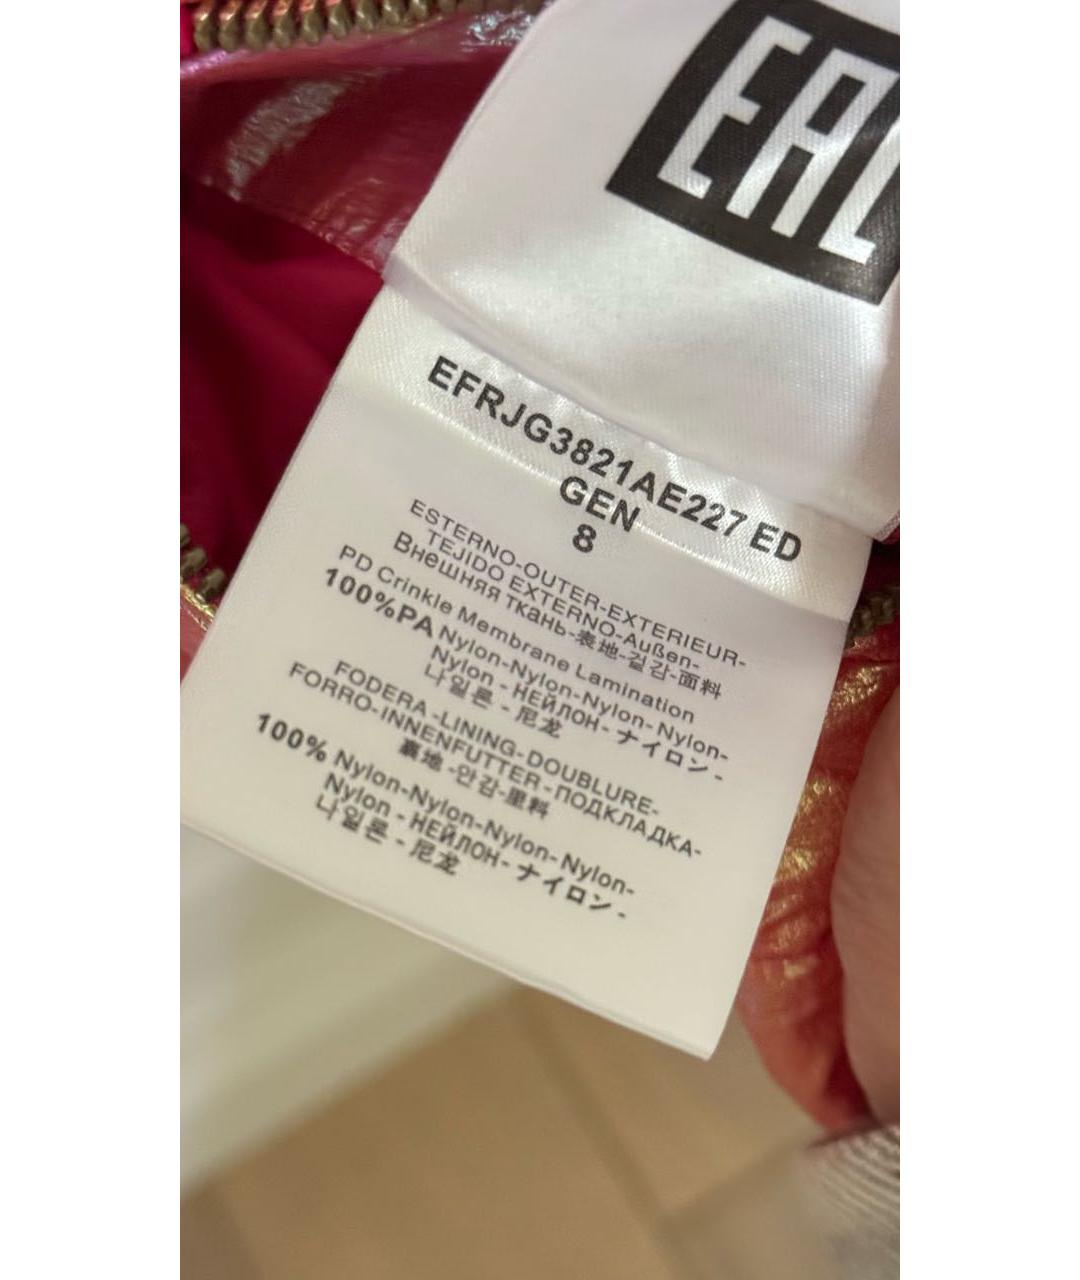 EAC
EFRJG3821AE227 ED
GEN
8
ESTERNO-OUTER-EXTERIEUR-
TEJIDO EXTERNO-Außen-
Внешняя ткань-表地-겉감-面料
PD Crinkle Membrane Lamination
100%PA Nylon-Nylon-Nylon- Nylon-
Nylon - НЕЙЛОН- ナイロン -
나일론 - 尼龙
FODERA -LINING-DOUBLURE-
FORRO-INNENFUTTER -ПОДКЛАДКА-
裏地 -안감-里料
100% Nylon-Nylon-Nylon- Nylon-
Nylon - НЕЙЛОН- ナイロン -
나일론 - 尼龙